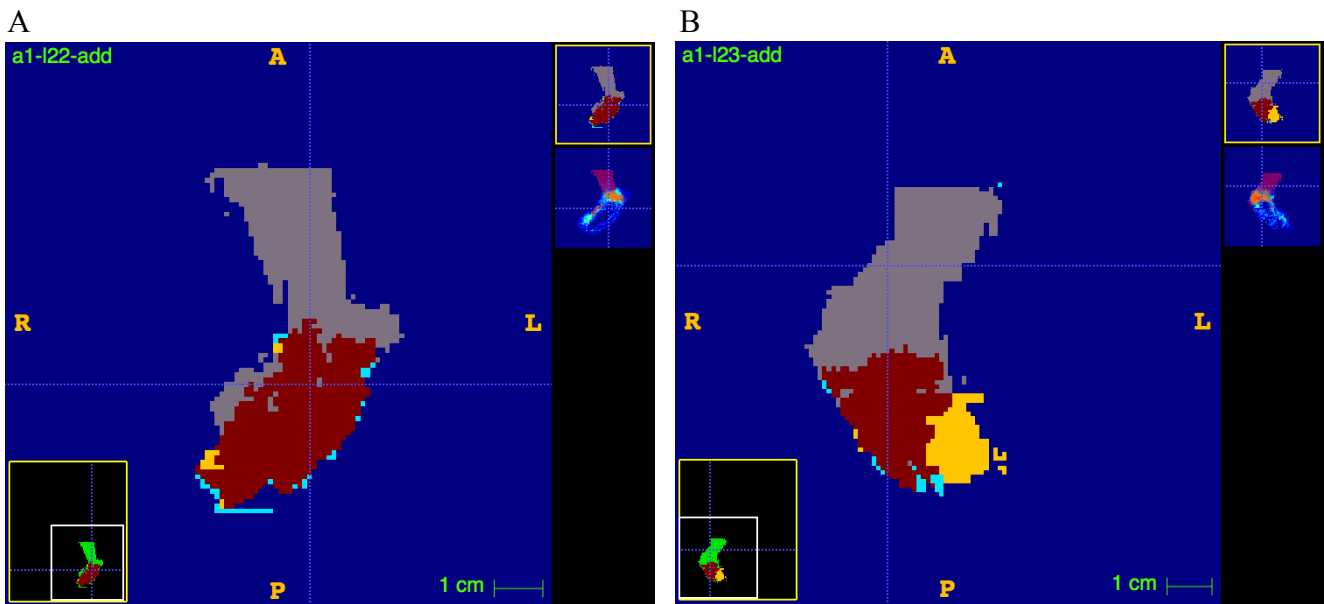 A B
a1-l22-add a1-l23-add
A A
R L R L
P P
1 cm 1 cm